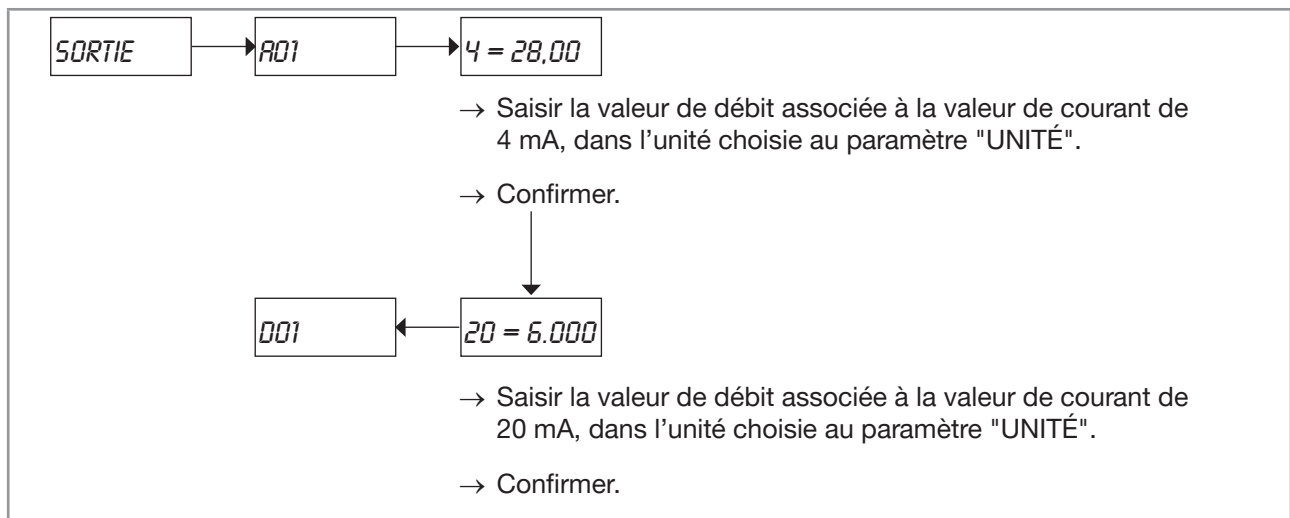 SORTIE
A01
4 = 28,00
→ Saisir la valeur de débit associée à la valeur de courant de
4 mA, dans l’unité choisie au paramètre "UNITÉ".
→ Confirmer.
DO1
20 = 6.000
→ Saisir la valeur de débit associée à la valeur de courant de
20 mA, dans l’unité choisie au paramètre "UNITÉ".
→ Confirmer.